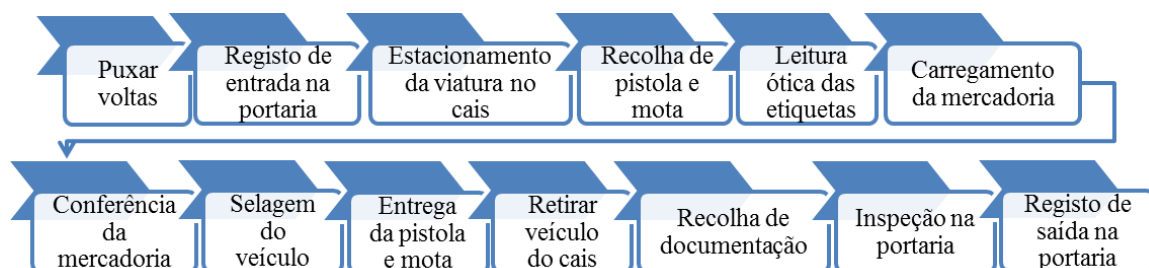 Puxar
voltas
Registo de
entrada na
portaria
Estacionamento
da viatura no
cais
Recolha de
pistola e
mota
Leitura
ótica das
etiquetas
Carregamento
da mercadoria
Conferência
da
mercadoria
Selagem
do
veículo
Entrega
da pistola
e mota
Retirar
veículo
do cais
Recolha de
documentação
Inspeção na
portaria
Registo de
saída na
portaria